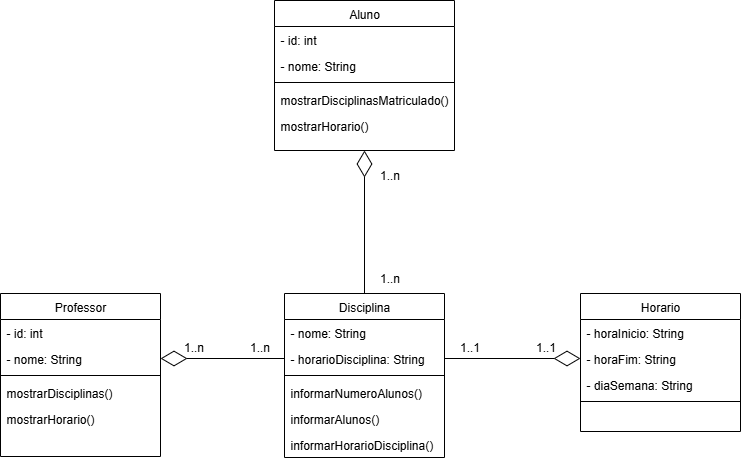 Aluno
- id: int
- nome: String
mostrarDisciplinasMatriculado()
mostrarHorario()
1..n
1..n
Professor
- id: int
- nome: String
mostrarDisciplinas()
mostrarHorario()
1..n
1..n
Disciplina
- nome: String
- horarioDisciplina: String
informarNumeroAlunos()
informarAlunos()
informarHorarioDisciplina()
1..1
1..1
Horario
- horaInicio: String
- horaFim: String
- diaSemana: String